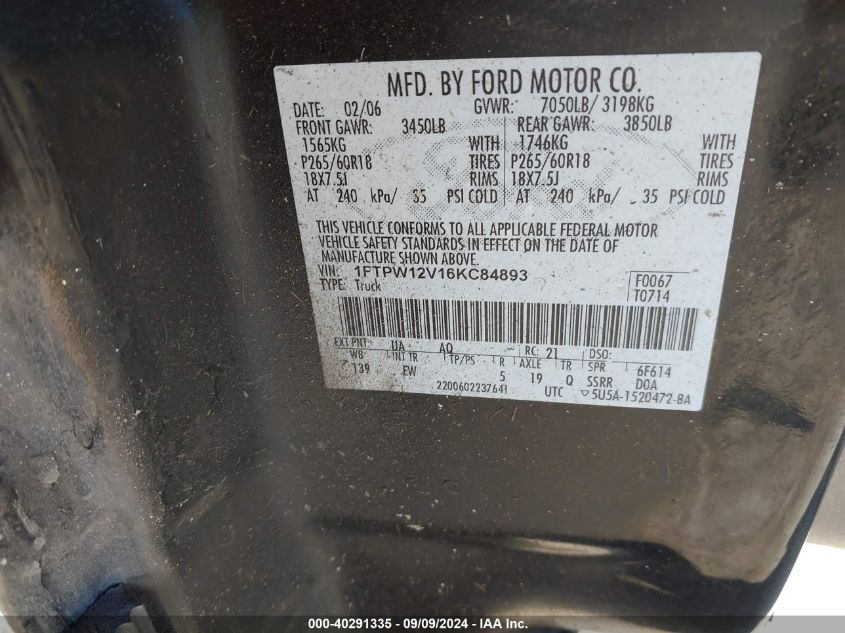 MFD. BY FORD MOTOR CO.
DATE: 02/06 GVWR: 7050LB/ 3198KG
FRONT GAWR: 3450LB REAR GAWR: 3850LB
1565KG WITH 1746KG WITH
P265/60R18 TIRES P265/60R18 TIRES
18X7.5J RIMS 18X7.5J RIMS
AT 240 kPa/ 35 PSI COLD AT 240 kPa/ 35 PSI COLD
THIS VEHICLE CONFORMS TO ALL APPLICABLE FEDERAL MOTOR
VEHICLE SAFETY STANDARDS IN EFFECT ON THE DATE OF
MANUFACTURE SHOWN ABOVE.
VIN: 1FTPW12V16KC84893 F0067
TYPE: Truck T0714
EXT PNT: UA AQ RC: 21 DSO:
WB INT TR TP/PS R AXLE TR SPR 6F614
139 FW 5 19 Q SSRR DOA
2200602237641 UTC ▽5U5A-1520472-BA
000-40291335 - 09/09/2024 - IAA Inc.